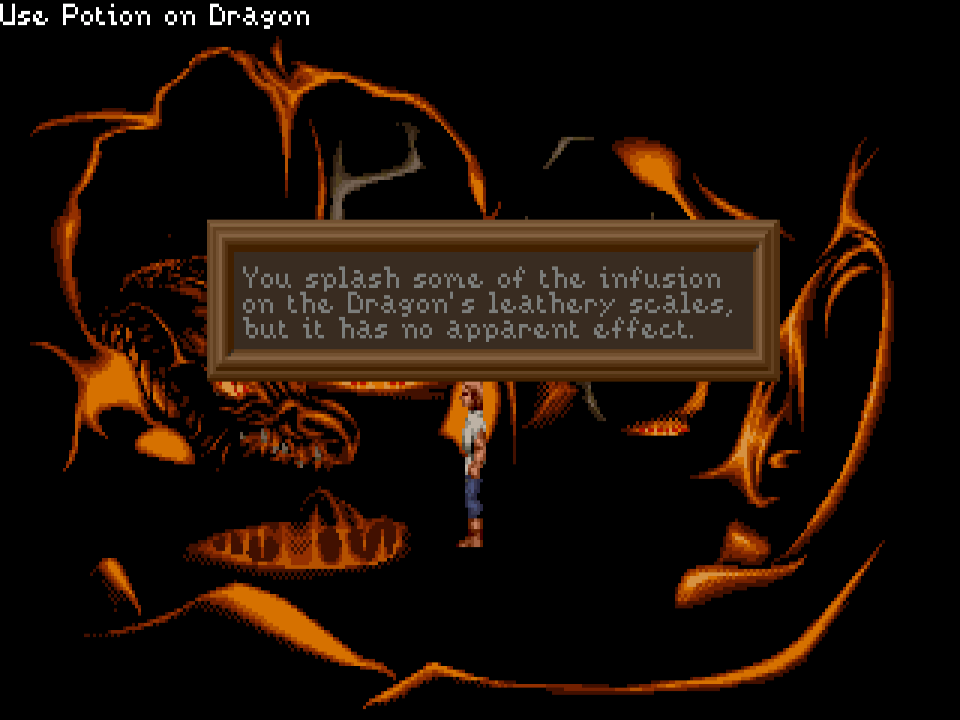 Use Potion on Dragon
You splash some of the infusion
on the Dragon's leathery scales,
but it has no apparent effect.